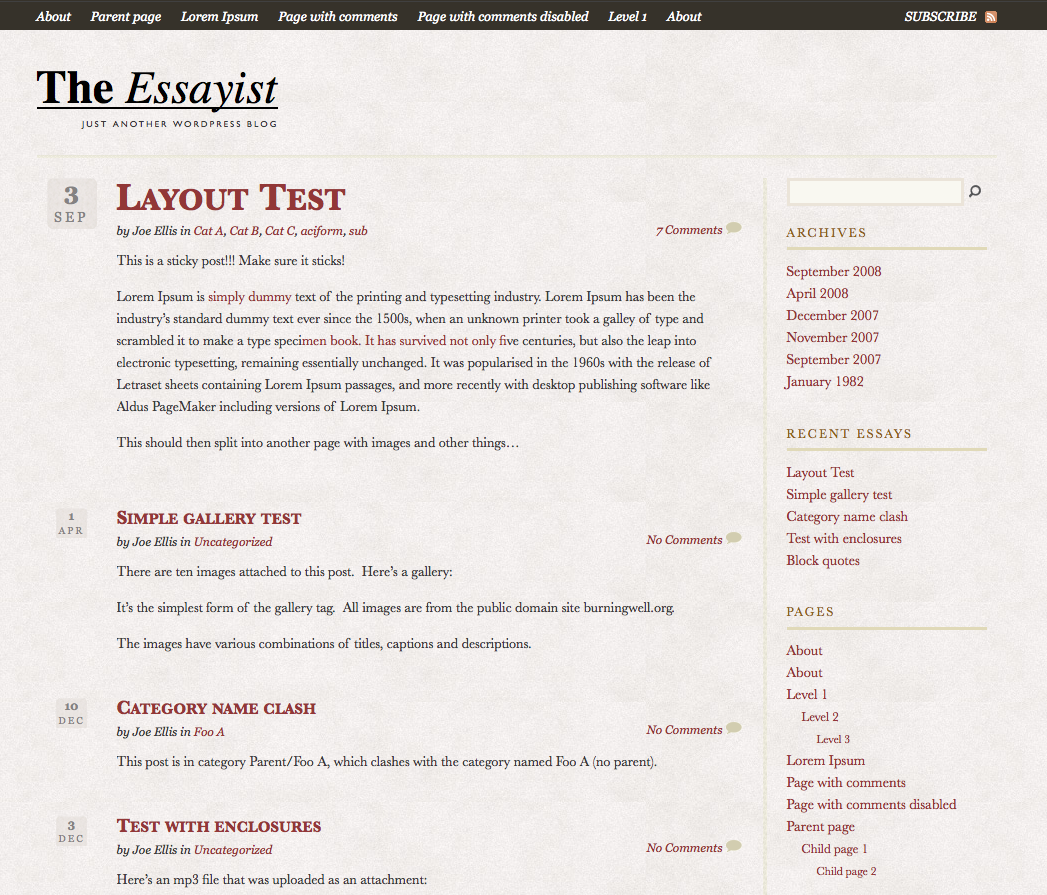 About Parent page Lorem Ipsum Page with comments Page with comments disabled Level 1 About SUBSCRIBE
The Essayist
JUST ANOTHER WORDPRESS BLOG
3
SEP
Layout Test
by Joe Ellis in Cat A, Cat B, Cat C, aciform, sub
7 Comments
This is a sticky post!!! Make sure it sticks!
Lorem Ipsum is simply dummy text of the printing and typesetting industry. Lorem Ipsum has been the
industry’s standard dummy text ever since the 1500s, when an unknown printer took a galley of type and
scrambled it to make a type specimen book. It has survived not only five centuries, but also the leap into
electronic typesetting, remaining essentially unchanged. It was popularised in the 1960s with the release of
Letraset sheets containing Lorem Ipsum passages, and more recently with desktop publishing software like
Aldus PageMaker including versions of Lorem Ipsum.
This should then split into another page with images and other things…
1
APR
Simple gallery test
by Joe Ellis in Uncategorized
No Comments
There are ten images attached to this post.  Here’s a gallery:
It’s the simplest form of the gallery tag.  All images are from the public domain site burningwell.org.
The images have various combinations of titles, captions and descriptions.
10
DEC
Category name clash
by Joe Ellis in Foo A
No Comments
This post is in category Parent/Foo A, which clashes with the category named Foo A (no parent).
3
DEC
Test with enclosures
by Joe Ellis in Uncategorized
No Comments
Here’s an mp3 file that was uploaded as an attachment:
ARCHIVES
September 2008
April 2008
December 2007
November 2007
September 2007
January 1982
RECENT ESSAYS
Layout Test
Simple gallery test
Category name clash
Test with enclosures
Block quotes
PAGES
About
About
Level 1
Level 2
Level 3
Lorem Ipsum
Page with comments
Page with comments disabled
Parent page
Child page 1
Child page 2